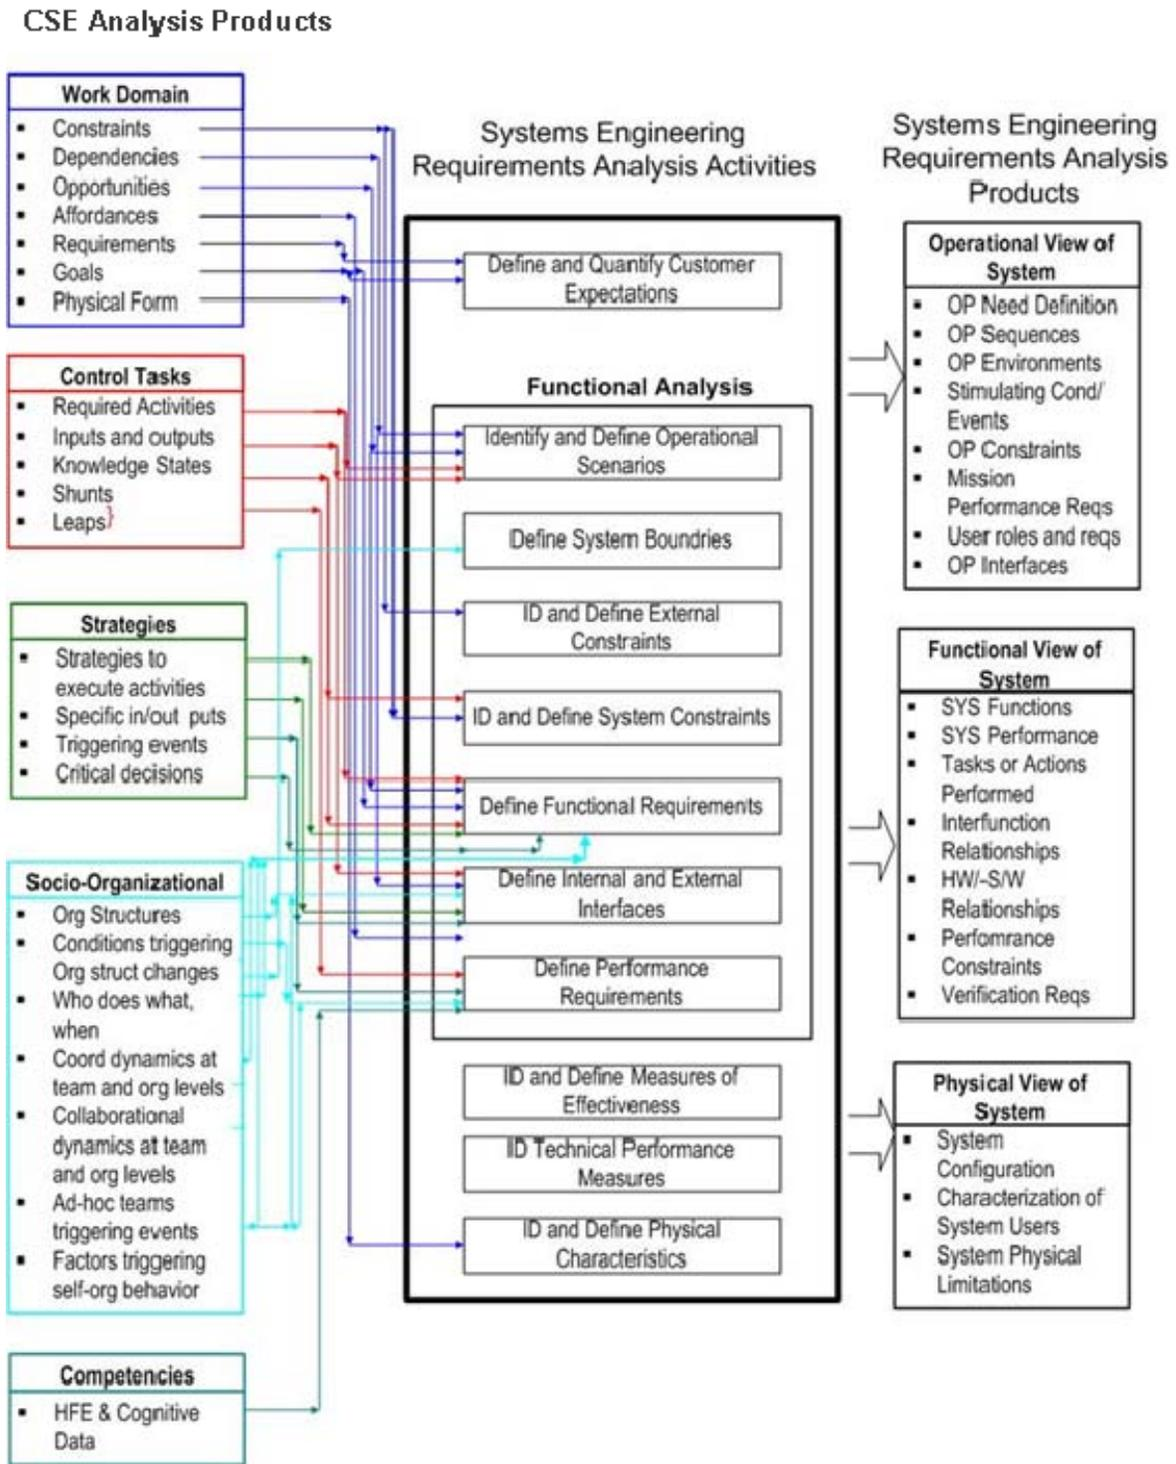 CSE Analysis Products
Work Domain
▪ Constraints
▪ Dependencies
▪ Opportunities
▪ Affordances
▪ Requirements
▪ Goals
▪ Physical Form
Control Tasks
▪ Required Activities
▪ Inputs and outputs
▪ Knowledge States
▪ Shunts
▪ Leaps}
Strategies
▪ Strategies to
execute activities
▪ Specific in/out puts
▪ Triggering events
▪ Critical decisions
Socio-Organizational
▪ Org Structures
▪ Conditions triggering
Org struct changes
▪ Who does what,
when
▪ Coord dynamics at
team and org levels
▪ Collaborational
dynamics at team
and org levels
▪ Ad-hoc teams
triggering events
▪ Factors triggering
self-org behavior
Competencies
▪ HFE & Cognitive
Data
Systems Engineering
Requirements Analysis Activities
Define and Quantify Customer
Expectations
Functional Analysis
Identify and Define Operational
Scenarios
Define System Boundries
ID and Define External
Constraints
ID and Define System Constraints
Define Functional Requirements
Define Internal and External
Interfaces
Define Performance
Requirements
ID and Define Measures of
Effectiveness
IID Technical Performance
Measures
ID and Define Physical
Characteristics
Systems Engineering
Requirements Analysis
Products
Operational View of
System
▪ OP Need Definition
▪ OP Sequences
▪ OP Environments
▪ Stimulating Cond/
Events
▪ OP Constraints
▪ Mission
Performance Reqs
▪ User roles and reqs
▪ OP Interfaces
Functional View of
System
▪ SYS Functions
▪ SYS Performance
▪ Tasks or Actions
Performed
▪ Interfunction
Relationships
▪ HW/-S/W
Relationships
▪ Perfomrance
Constraints
▪ Verification Reqs
Physical View of
System
▪ System
Configuration
▪ Characterization of
System Users
▪ System Physical
Limitations